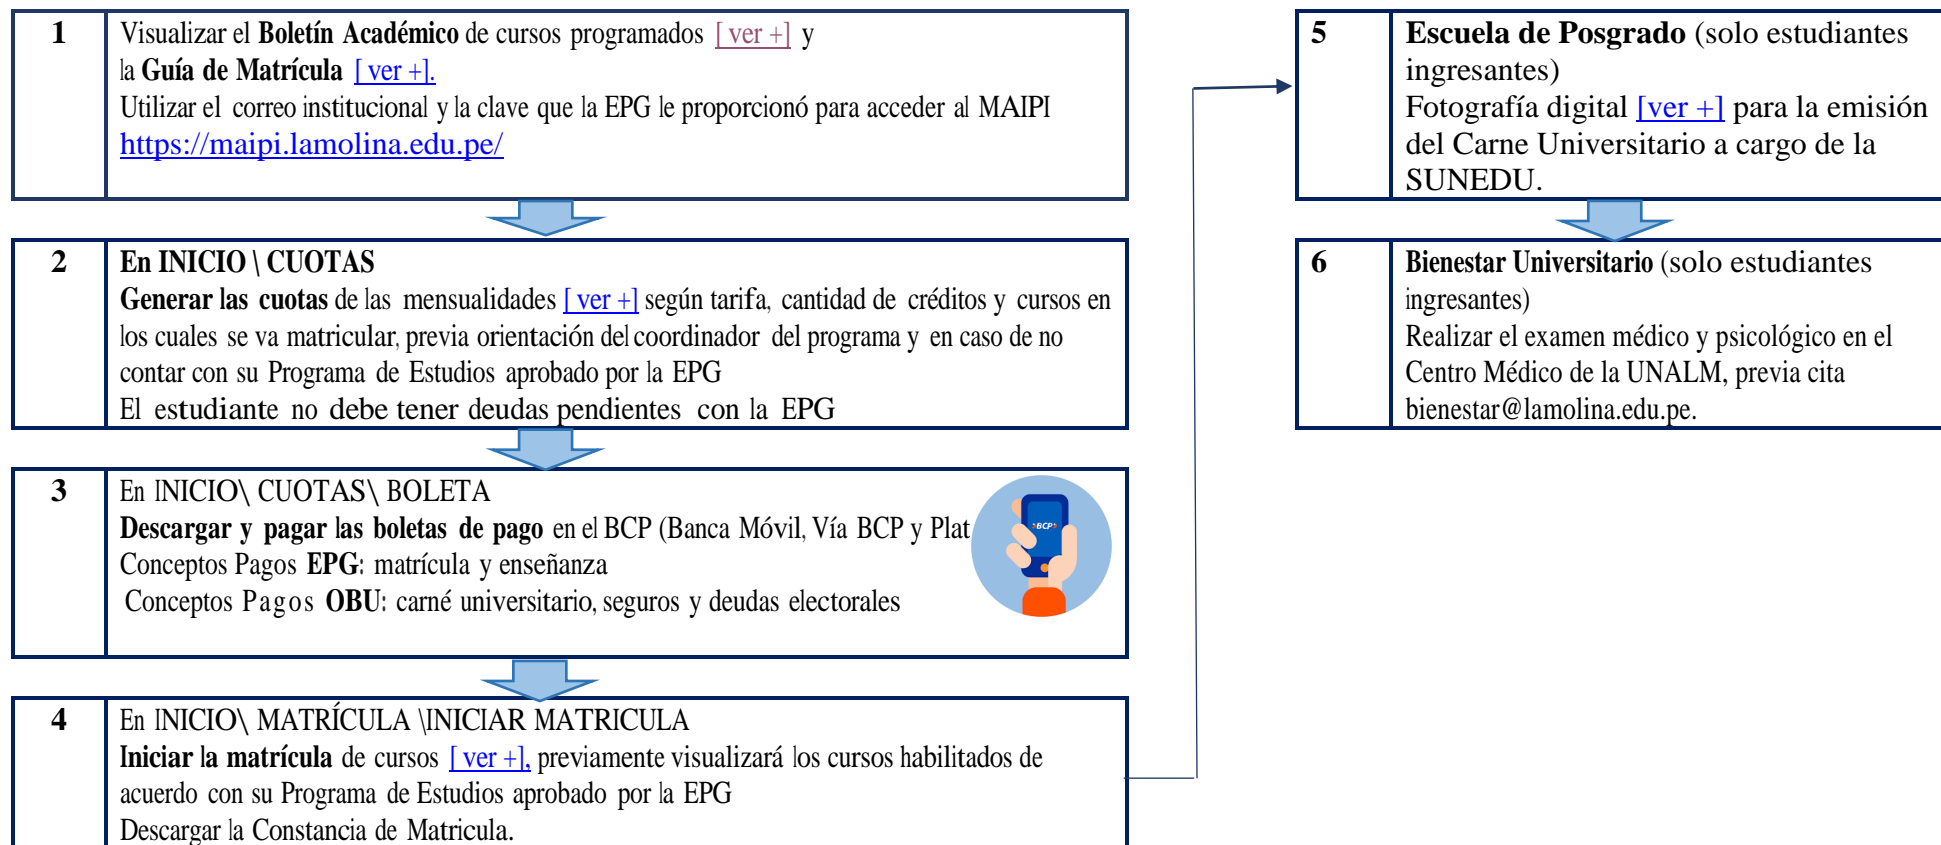 1
Visualizar el Boletín Académico de cursos programados [ ver +] y
la Guía de Matrícula [ ver +].
Utilizar el correo institucional y la clave que la EPG le proporcionó para acceder al MAIPI
https://maipi.lamolina.edu.pe/
2
En INICIO \ CUOTAS
Generar las cuotas de las mensualidades [ ver +] según tarifa, cantidad de créditos y cursos en
los cuales se va matricular, previa orientación del coordinador del programa y en caso de no
contar con su Programa de Estudios aprobado por la EPG
El estudiante no debe tener deudas pendientes con la EPG
3
En INICIO\ CUOTAS\ BOLETA
Descargar y pagar las boletas de pago en el BCP (Banca Móvil, Vía BCP y Plat
Conceptos Pagos EPG: matrícula y enseñanza
Conceptos Pagos OBU: carné universitario, seguros y deudas electorales
BCP
4
En INICIO\ MATRÍCULA \INICIAR MATRICULA
Iniciar la matrícula de cursos [ ver +], previamente visualizará los cursos habilitados de
acuerdo con su Programa de Estudios aprobado por la EPG
Descargar la Constancia de Matricula.
5
Escuela de Posgrado (solo estudiantes
ingresantes)
Fotografía digital [ver +] para la emisión
del Carne Universitario a cargo de la
SUNEDU.
6
Bienestar Universitario (solo estudiantes
ingresantes)
Realizar el examen médico y psicológico en el
Centro Médico de la UNALM, previa cita
bienestar@lamolina.edu.pe.